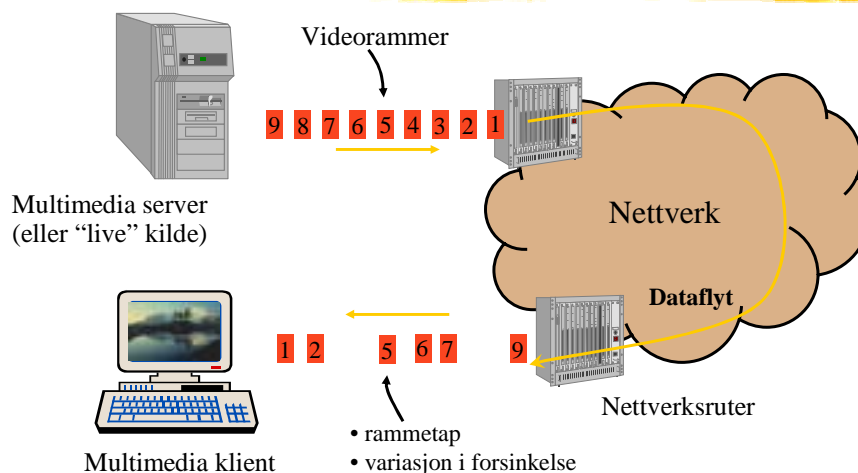 Videorammer
9 8 7 6 5 4 3 2 1
Multimedia server
(eller “live” kilde)
Nettverk
Dataflyt
1 2 5 6 7 9
Nettverksruter
Multimedia klient
• rammetap
• variasjon i forsinkelse